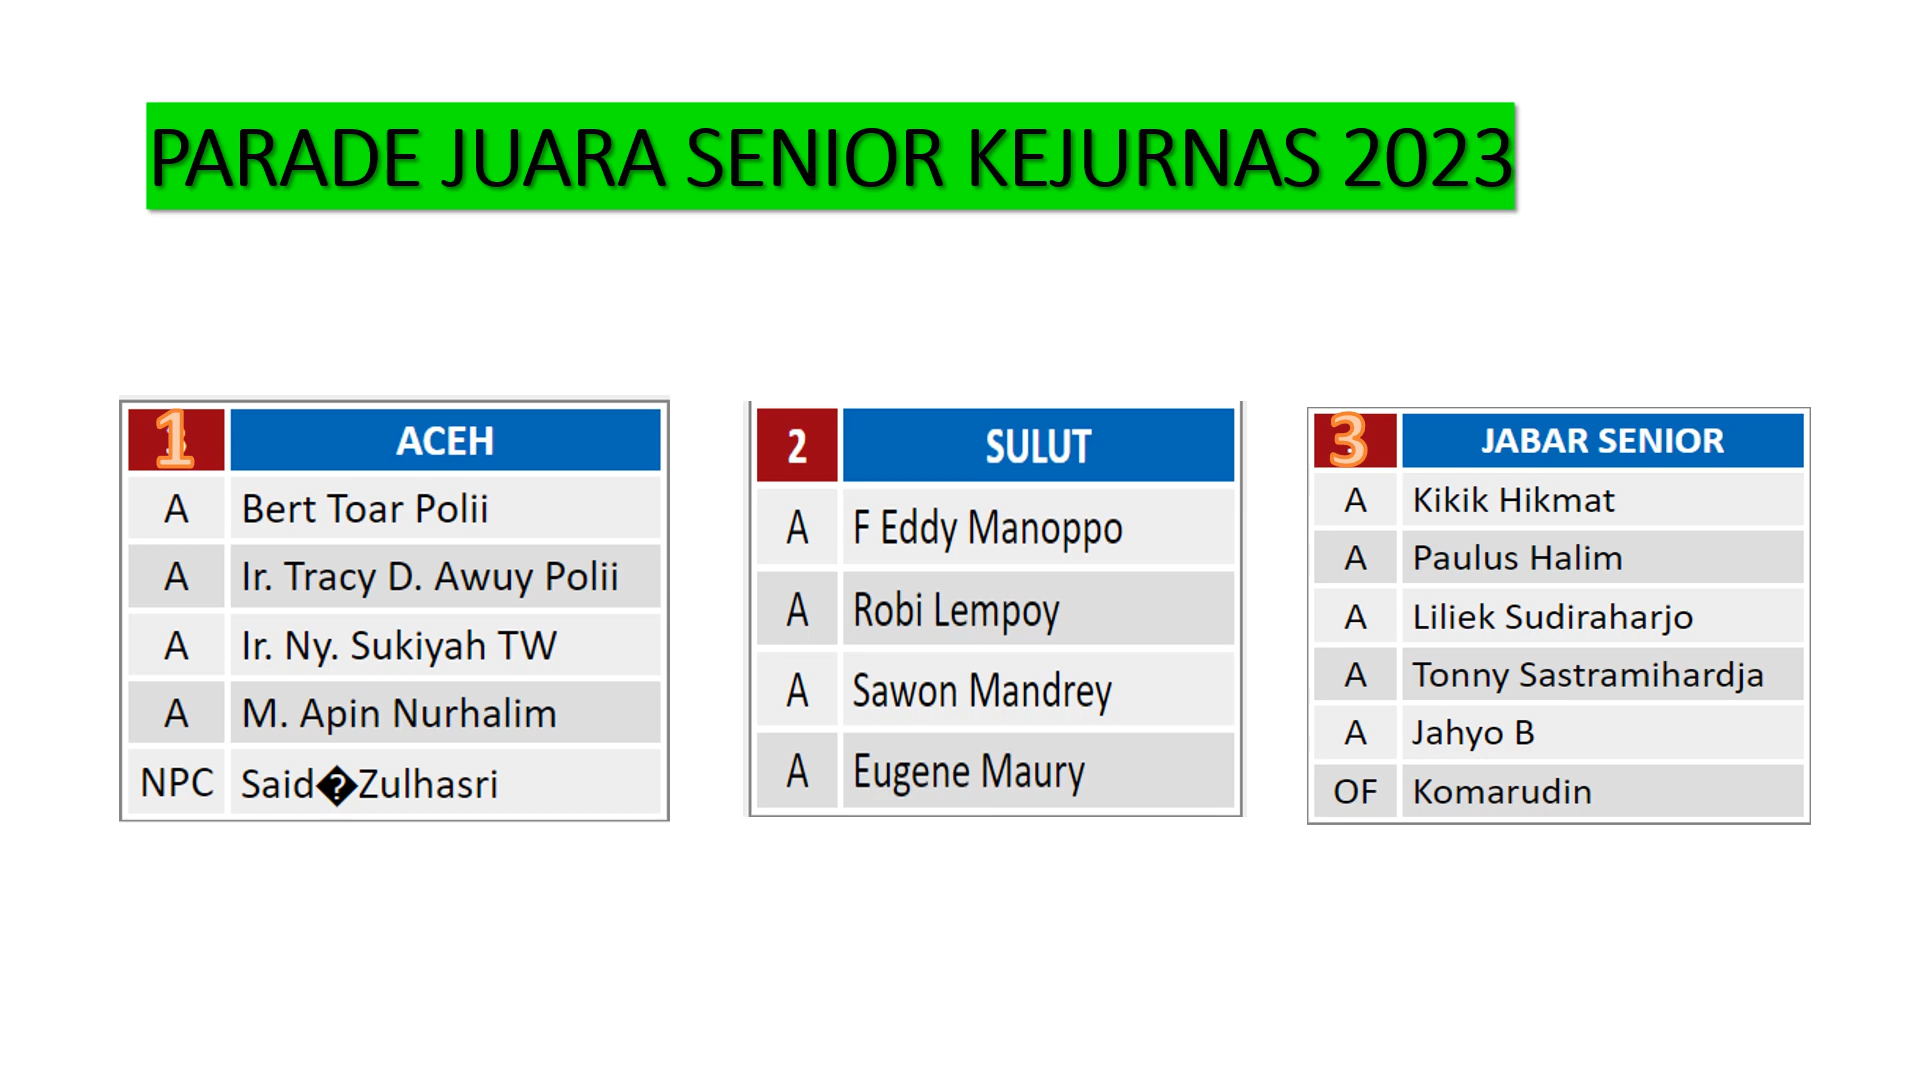 PARADE JUARA SENIOR KEJURNAS 2023
1 ACEH
A Bert Toar Polii
A Ir. Tracy D. Awuy Polii
A Ir. Ny. Sukiyah TW
A M. Apin Nurhalim
NPC Said�Zulhasri
2 SULUT
A F Eddy Manoppo
A Robi Lempoy
A Sawon Mandrey
A Eugene Maury
3 JABAR SENIOR
A Kikik Hikmat
A Paulus Halim
A Liliek Sudiraharjo
A Tonny Sastramihardja
A Jahyo B
OF Komarudin